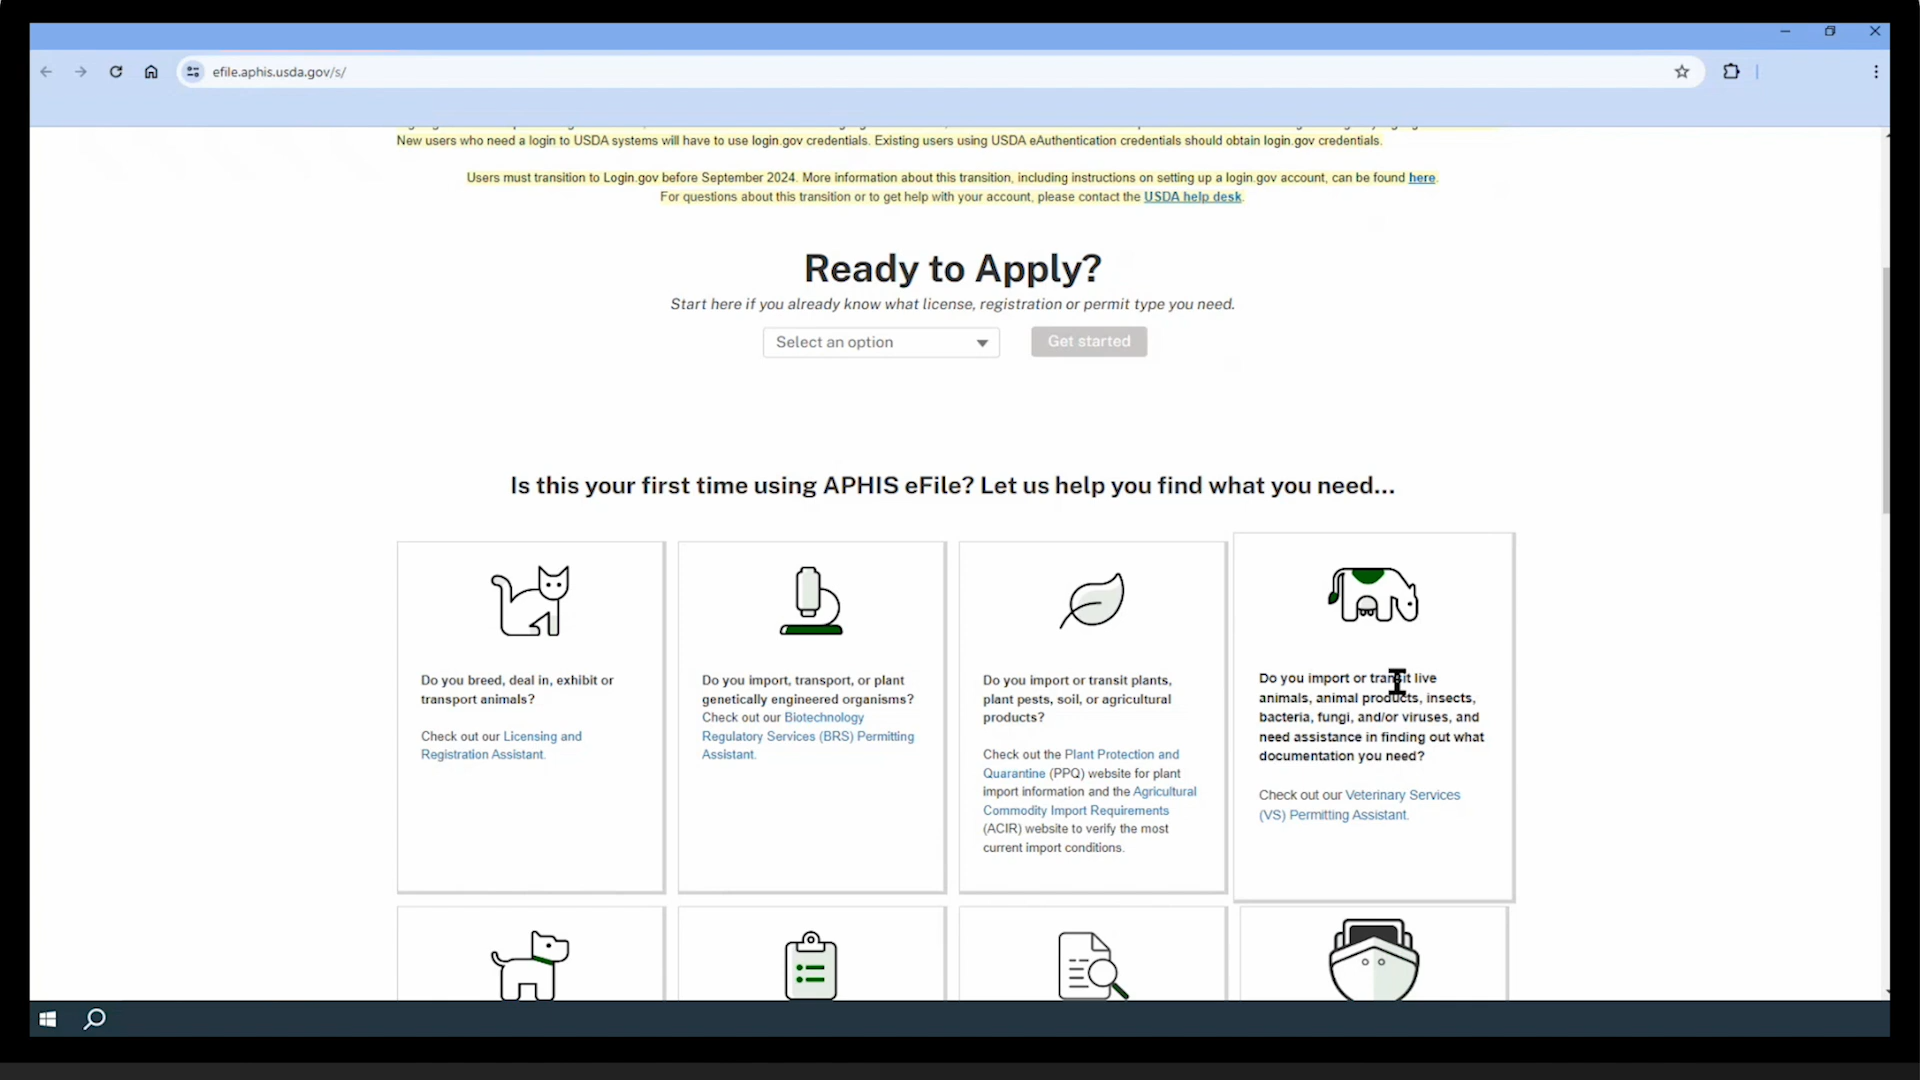 efile.aphis.usda.gov/s/
New users who need a login to USDA systems will have to use login.gov credentials. Existing users using USDA eAuthentication credentials should obtain login.gov credentials.
Users must transition to Login.gov before September 2024. More information about this transition, including instructions on setting up a login.gov account, can be found here.
For questions about this transition or to get help with your account, please contact the USDA help desk.
Ready to Apply?
Start here if you already know what license, registration or permit type you need.
Select an option
Get started
Is this your first time using APHIS eFile? Let us help you find what you need...
Do you breed, deal in, exhibit or
transport animals?
Check out our Licensing and
Registration Assistant.
Do you import, transport, or plant
genetically engineered organisms?
Check out our Biotechnology
Regulatory Services (BRS) Permitting
Assistant.
Do you import or transit plants,
plant pests, soil, or agricultural
products?
Check out the Plant Protection and
Quarantine (PPQ) website for plant
import information and the Agricultural
Commodity Import Requirements
(ACIR) website to verify the most
current import conditions.
Do you import or transit live
animals, animal products, insects,
bacteria, fungi, and/or viruses, and
need assistance in finding out what
documentation you need?
Check out our Veterinary Services
(VS) Permitting Assistant.